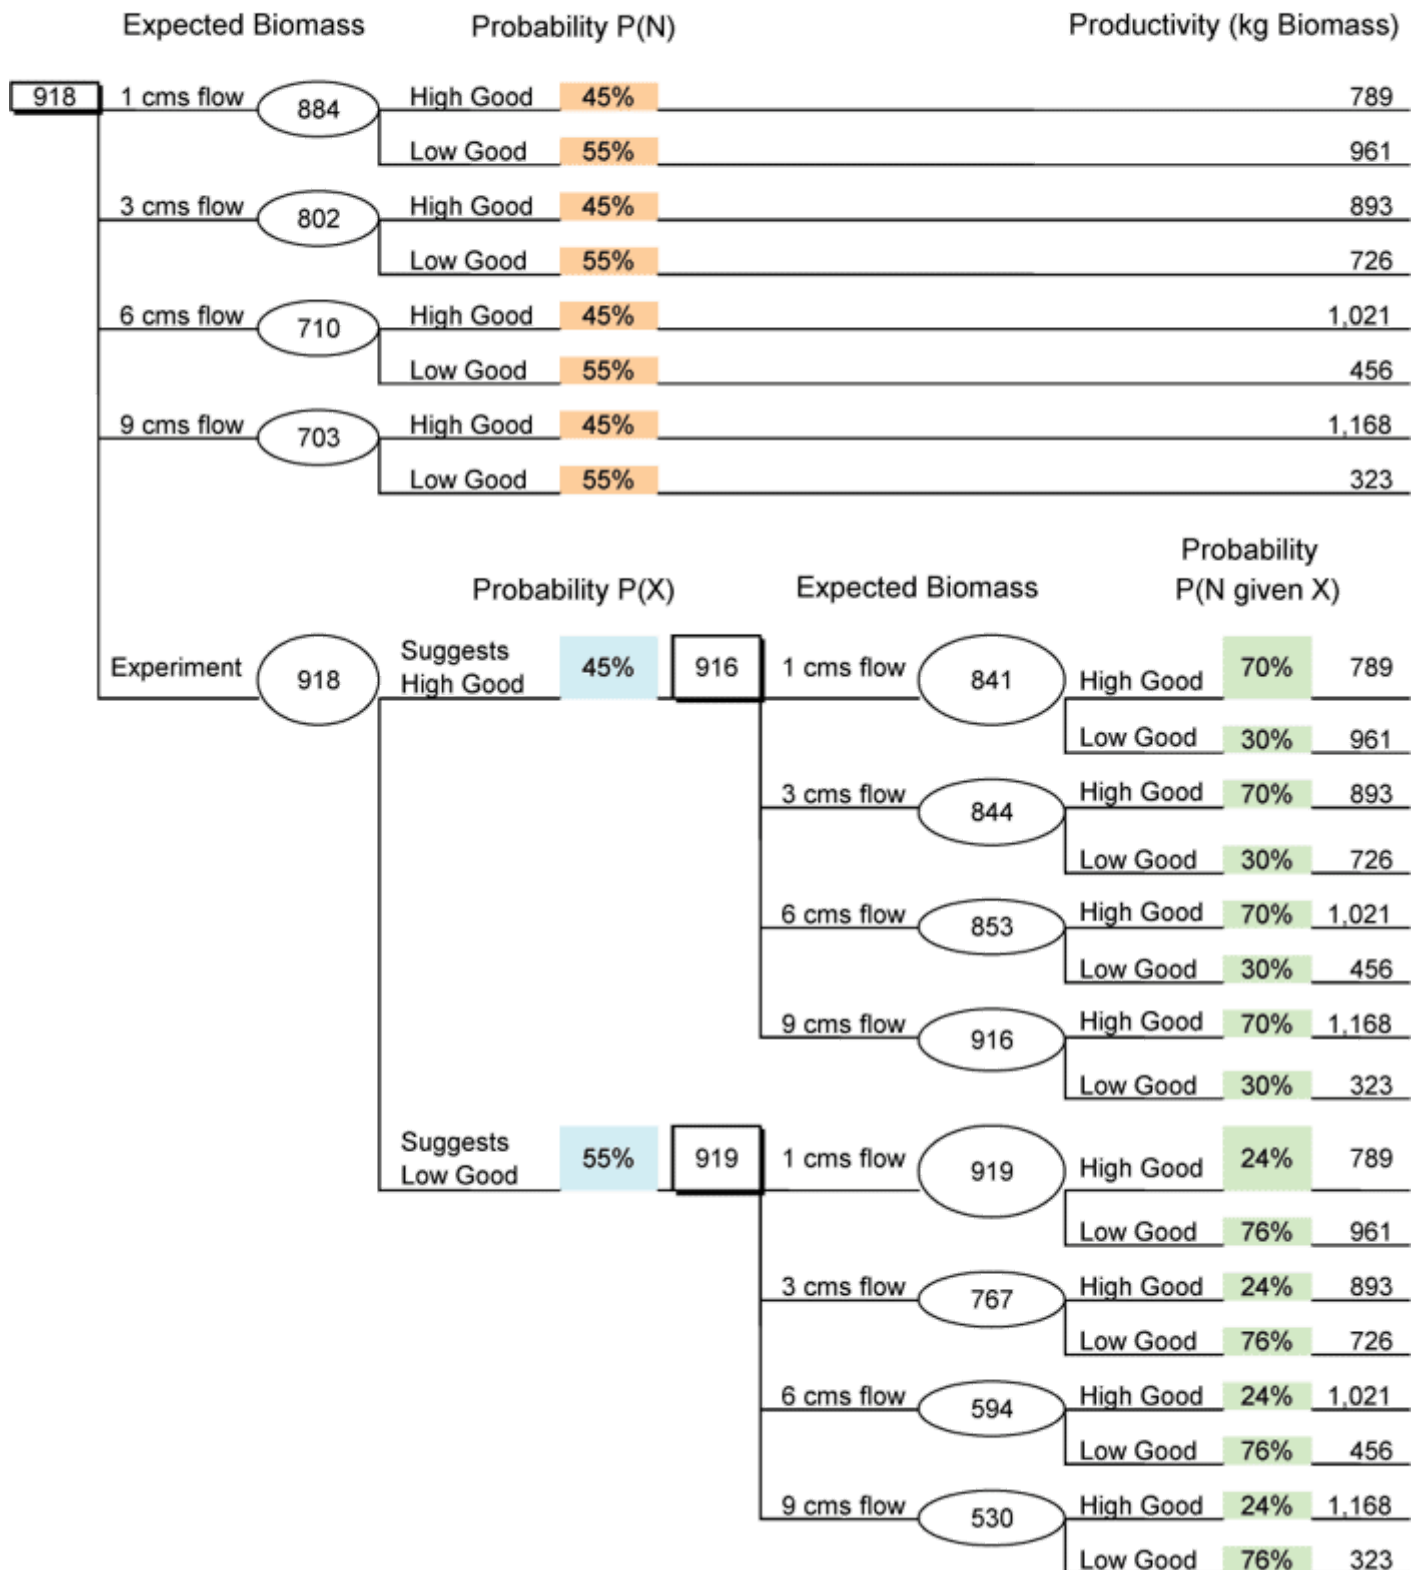 Expected Biomass Probability P(N) Productivity (kg Biomass)
918 1 cms flow 884 High Good 45% 789
Low Good 55% 961
3 cms flow 802 High Good 45% 893
Low Good 55% 726
6 cms flow 710 High Good 45% 1,021
Low Good 55% 456
9 cms flow 703 High Good 45% 1,168
Low Good 55% 323
Probability
Probability P(X) Expected Biomass P(N given X)
Experiment 918 Suggests
High Good 45% 916 1 cms flow 841 High Good 70% 789
Low Good 30% 961
3 cms flow 844 High Good 70% 893
Low Good 30% 726
6 cms flow 853 High Good 70% 1,021
Low Good 30% 456
9 cms flow 916 High Good 70% 1,168
Low Good 30% 323
Suggests
Low Good 55% 919 1 cms flow 919 High Good 24% 789
Low Good 76% 961
3 cms flow 767 High Good 24% 893
Low Good 76% 726
6 cms flow 594 High Good 24% 1,021
Low Good 76% 456
9 cms flow 530 High Good 24% 1,168
Low Good 76% 323